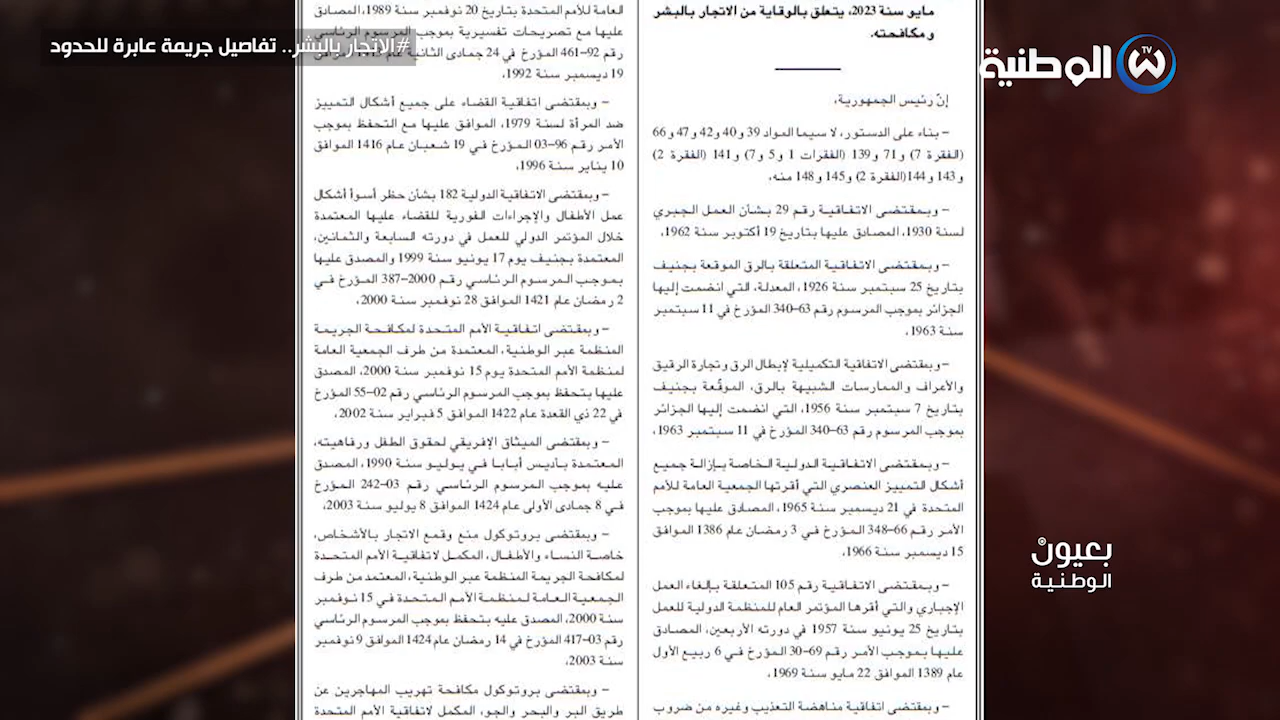 #الاتجار بالبشر.. تفاصيل جريمة عابرة للحدود
الوطنية TV
مايو سنة 2023، يتعلق بالوقاية من الاتجار بالبشر
ومكافحته.
إنّ رئيس الجمهورية،
– بناء على الدستور، لا سيما المواد 39 و40 و42 و47 و66
(الفقرة 7) و71 و139 (الفقرات 1 و5 و7) و141 (الفقرة 2)
و143 و144(الفقرة 2) و145 و148 منه،
– وبمقتضى الاتفاقية رقم 29 بشأن العمل الجبري
لسنة 1930، المصادق عليها بتاريخ 19 أكتوبر سنة 1962،
– وبمقتضى الاتفاقية المتعلقة بالرق الموقعة بجنيف
بتاريخ 25 سبتمبر سنة 1926، المعدلة، التي انضمت إليها
الجزائر بموجب المرسوم رقم 63–340 المؤرخ في 11 سبتمبر
سنة 1963،
– وبمقتضى الاتفاقية التكميلية لإبطال الرق وتجارة الرقيق
والأعراف والممارسات الشبيهة بالرق، الموقّعة بجنيف
بتاريخ 7 سبتمبر سنة 1956، التي انضمت إليها الجزائر
بموجب المرسوم رقم 63–340 المؤرخ في 11 سبتمبر 1963،
– وبمقتضى الاتفاقية الدولية الخاصة بإزالة جميع
أشكال التمييز العنصري التي أقرتها الجمعية العامة للأمم
المتحدة في 21 ديسمبر سنة 1965، المصادق عليها بموجب
الأمر رقم 66–348 المؤرخ في 3 رمضان عام 1386 الموافق
15 ديسمبر سنة 1966،
– وبمقتضى الاتفاقية رقم 105 المتعلقة بإلغاء العمل
الإجباري والتي أقرها المؤتمر العام للمنظمة الدولية للعمل
بتاريخ 25 يونيو سنة 1957 في دورته الأربعين، المصادق
عليها بموجب الأمر رقم 69–30 المؤرخ في 6 ربيع الأول
عام 1389 الموافق 22 مايو سنة 1969،
– وبمقتضى اتفاقية مناهضة التعذيب وغيره من ضروب
العامة للأمم المتحدة بتاريخ 20 نوفمبر سنة 1989، المصادق
عليها مع تصريحات تفسيرية بموجب المرسوم الرئاسي
رقم 92–461 المؤرخ في 24 جمادى الثانية عام
19 ديسمبر سنة 1992،
– وبمقتضى اتفاقية القضاء على جميع أشكال التمييز
ضد المرأة لسنة 1979، الموافق عليها مع التحفظ بموجب
الأمر رقم 96–03 المؤرخ في 19 شعبان عام 1416 الموافق
10 يناير سنة 1996،
– وبمقتضى الاتفاقية الدولية 182 بشأن حظر أسوأ أشكال
عمل الأطفال والإجراءات الفورية للقضاء عليها المعتمدة
خلال المؤتمر الدولي للعمل في دورته السابعة والثمانين،
المعتمدة بجنيف يوم 17 يونيو سنة 1999 والمصدق عليها
بموجب المرسوم الرئاسي رقم 2000–387 المؤرخ في
2 رمضان عام 1421 الموافق 28 نوفمبر سنة 2000،
– وبمقتضى اتفاقية الأمم المتحدة لمكافحة الجريمة
المنظمة عبر الوطنية، المعتمدة من طرف الجمعية العامة
لمنظمة الأمم المتحدة يوم 15 نوفمبر سنة 2000، المصدق
عليها بتحفظ بموجب المرسوم الرئاسي رقم 02–55 المؤرخ
في 22 ذي القعدة عام 1422 الموافق 5 فبراير سنة 2002،
– وبمقتضى الميثاق الإفريقي لحقوق الطفل ورفاهيته،
المعتمدة بأديس أبابا في يوليو سنة 1990، المصدق
عليه بموجب المرسوم الرئاسي رقم 03–242 المؤرخ
في 8 جمادى الأولى عام 1424 الموافق 8 يوليو سنة 2003،
– وبمقتضى بروتوكول منع وقمع الاتجار بالأشخاص،
خاصة النساء والأطفال، المكمل لاتفاقية الأمم المتحدة
لمكافحة الجريمة المنظمة عبر الوطنية، المعتمد من طرف
الجمعية العامة لمنظمة الأمم المتحدة في 15 نوفمبر
سنة 2000، المصدق عليه بتحفظ بموجب المرسوم الرئاسي
رقم 03–417 المؤرخ في 14 رمضان عام 1424 الموافق 9 نوفمبر
سنة 2003،
– وبمقتضى بروتوكول مكافحة تهريب المهاجرين عن
طريق البر والبحر والجو، المكمل لاتفاقية الأمم المتحدة
بعيون
الوطنية